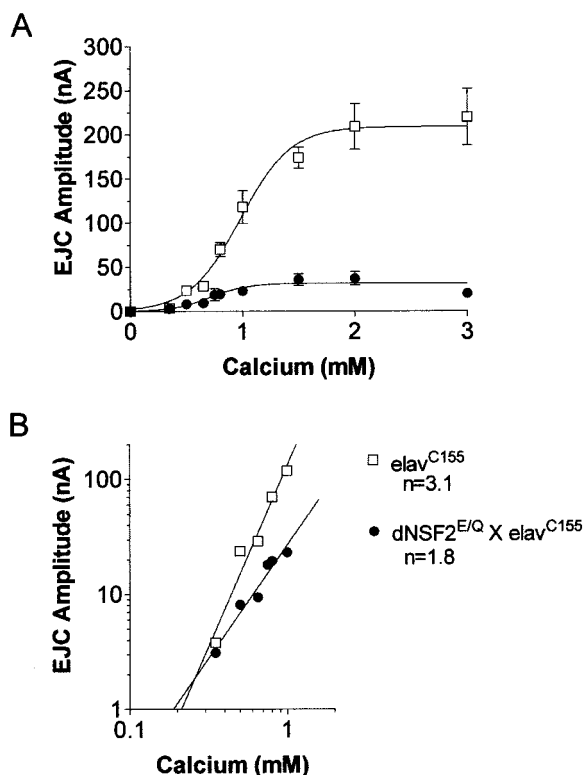 A
EJC Amplitude (nA)
300
250
200
150
100
50
0
0
1
2
3
Calcium (mM)
B
EJC Amplitude (nA)
100
10
1
0.1
1
Calcium (mM)
elav^C155
n=3.1
dNSF2^E/Q X elav^C155
n=1.8